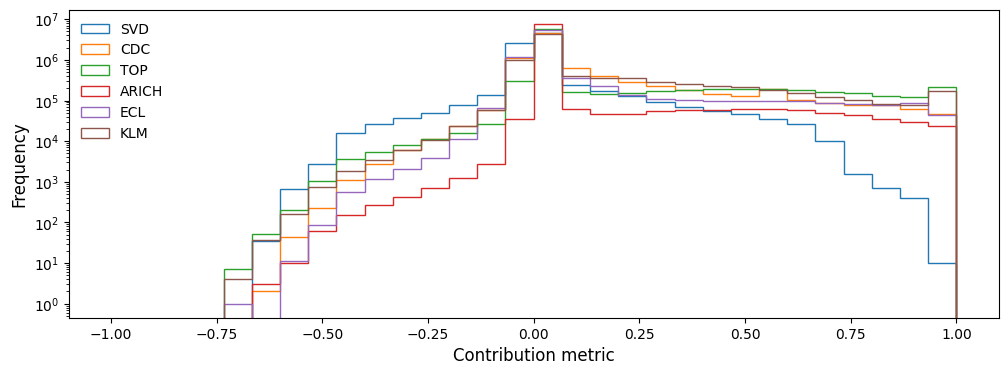 10⁷
10⁶
10⁵
10⁴
10³
10²
10¹
10⁰
Frequency
SVD
CDC
TOP
ARICH
ECL
KLM
−1.00 −0.75 −0.50 −0.25 0.00 0.25 0.50 0.75 1.00
Contribution metric